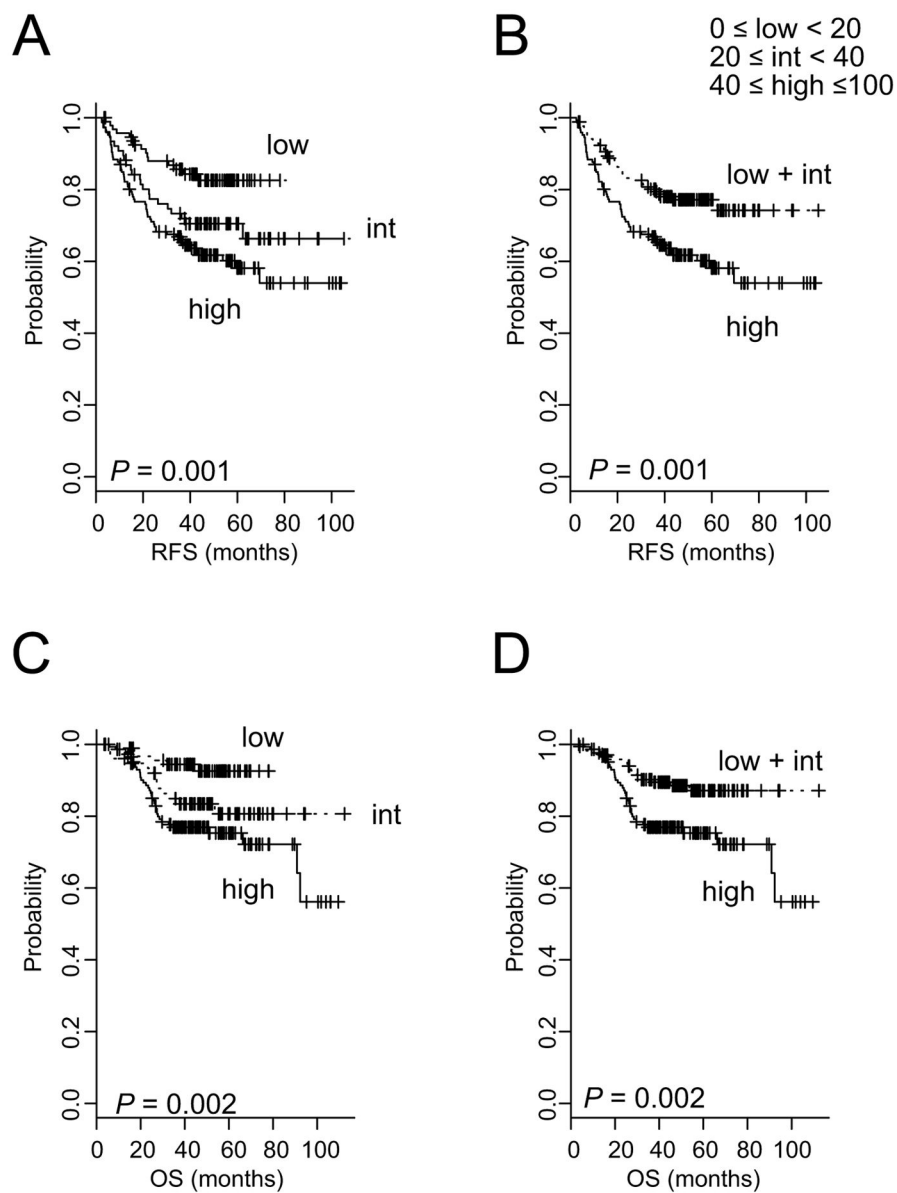 A
B
0 ≤ low < 20
20 ≤ int < 40
40 ≤ high ≤100
Probability
0.0 0.2 0.4 0.6 0.8 1.0
low
int
high
P = 0.001
0 20 40 60 80 100
RFS (months)
Probability
0.0 0.2 0.4 0.6 0.8 1.0
low + int
high
P = 0.001
0 20 40 60 80 100
RFS (months)
C
D
Probability
0.0 0.2 0.4 0.6 0.8 1.0
low
int
high
P = 0.002
0 20 40 60 80 100
OS (months)
Probability
0.0 0.2 0.4 0.6 0.8 1.0
low + int
high
P = 0.002
0 20 40 60 80 100
OS (months)